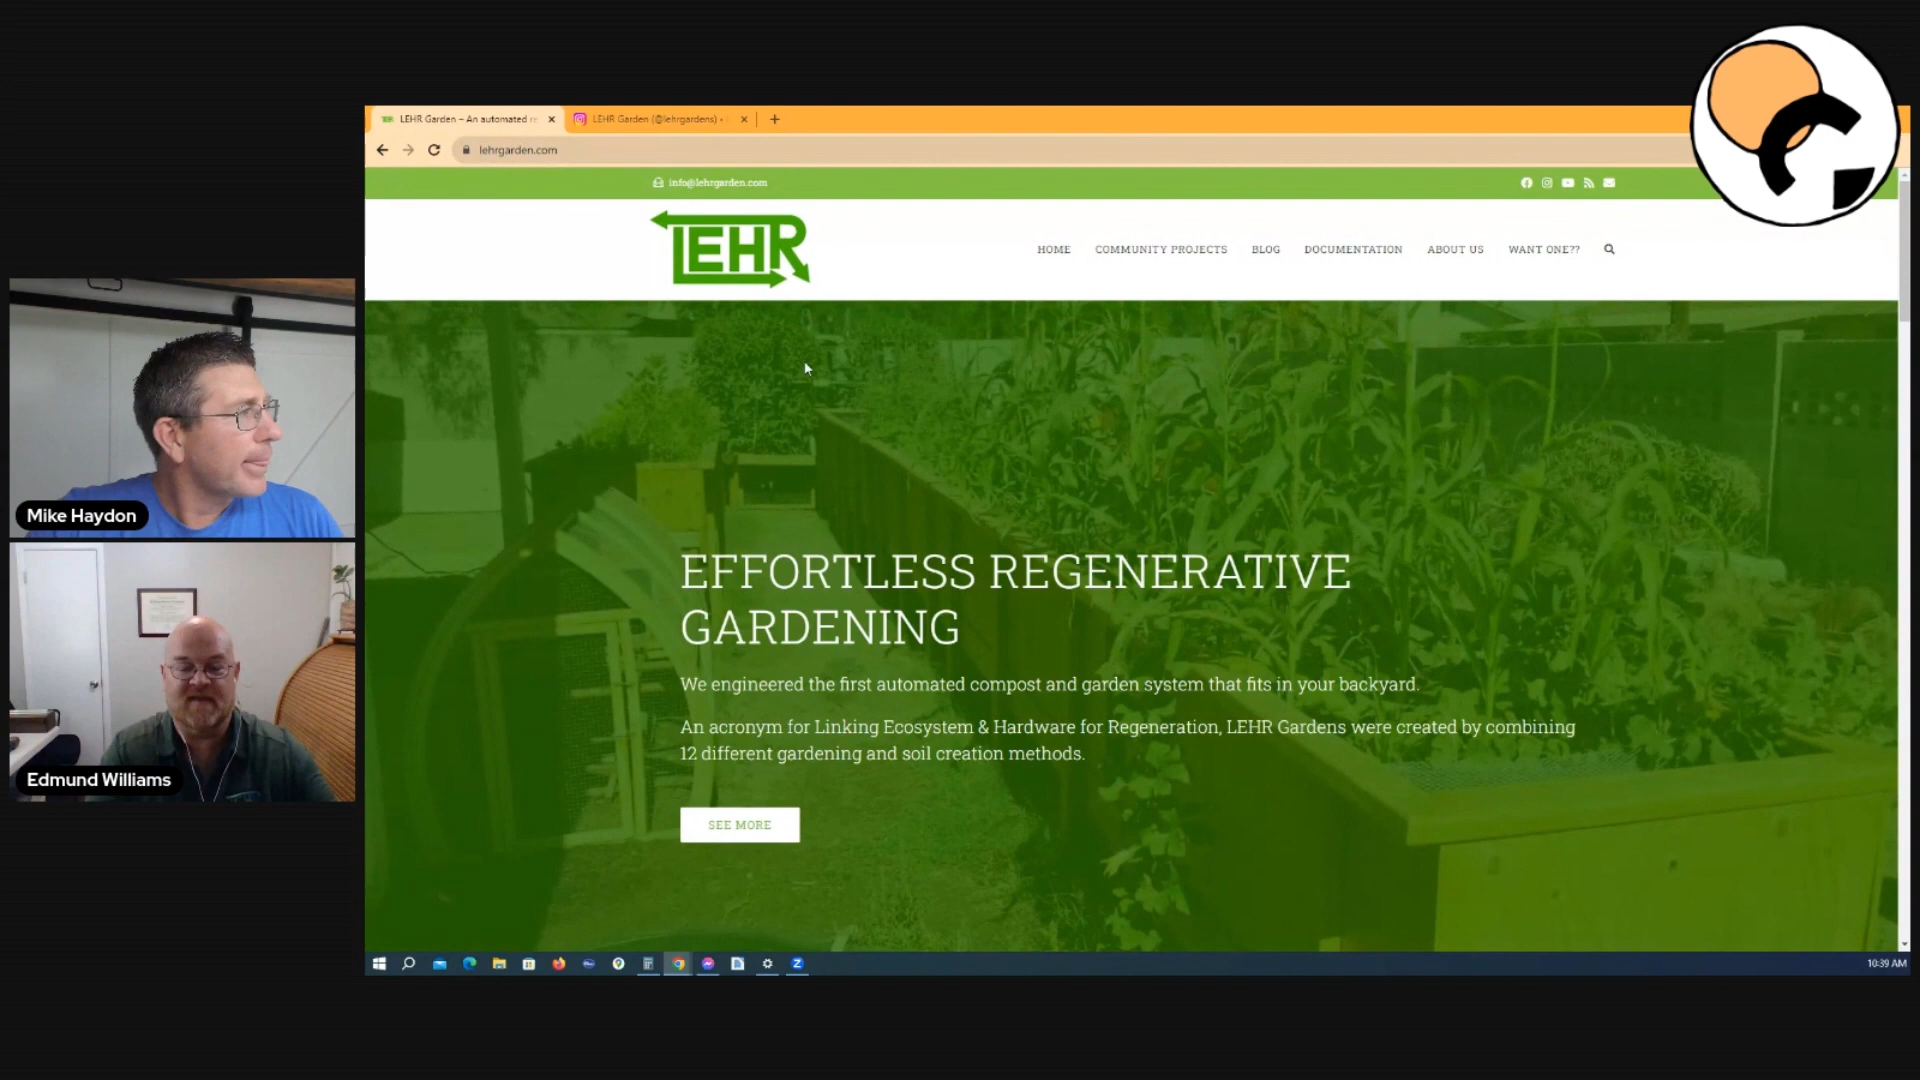 LEHR Garden – An automated re
LEHR Garden (@lehrgardens) •
lehrgarden.com
info@lehrgarden.com
LEHR
HOME COMMUNITY PROJECTS BLOG DOCUMENTATION ABOUT US WANT ONE??
Mike Haydon
Edmund Williams
EFFORTLESS REGENERATIVE
GARDENING
We engineered the first automated compost and garden system that fits in your backyard.
An acronym for Linking Ecosystem & Hardware for Regeneration, LEHR Gardens were created by combining
12 different gardening and soil creation methods.
SEE MORE
10:39 AM